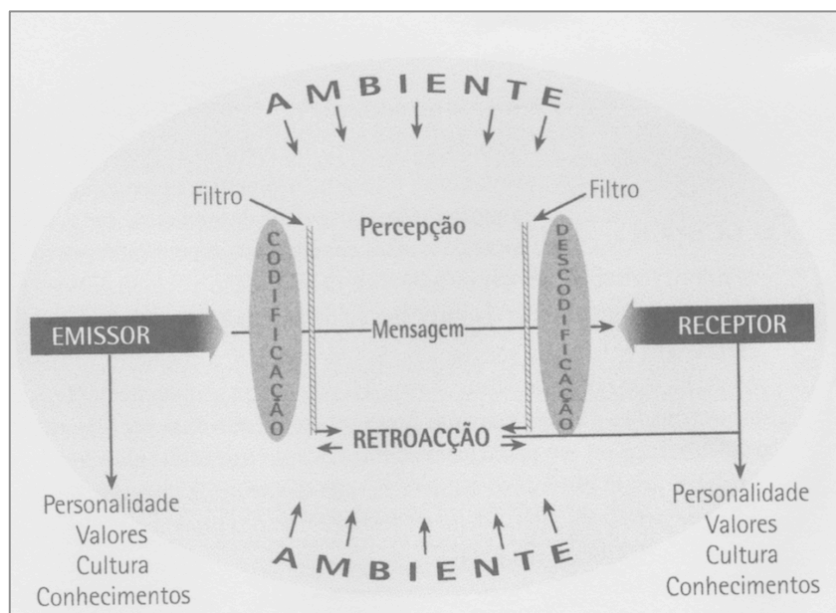 AMBIENTE
Filtro
Filtro
Percepção
CODIFICAÇÃO
DESCODIFICAÇÃO
EMISSOR
Mensagem
RECEPTOR
RETROACÇÃO
Personalidade
Valores
Cultura
Conhecimentos
Personalidade
Valores
Cultura
Conhecimentos
AMBIENTE